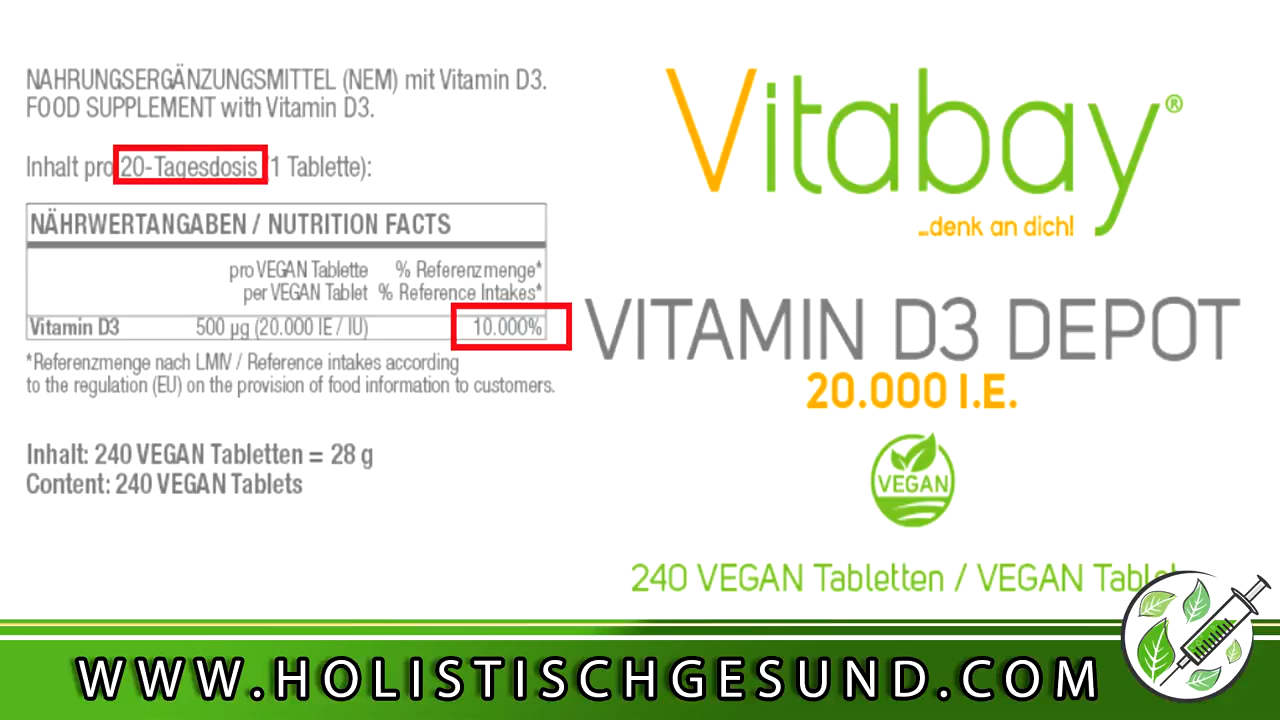 NAHRUNGSERGÄNZUNGSMITTEL (NEM) mit Vitamin D3.
FOOD SUPPLEMENT with Vitamin D3.
Inhalt pro 20-Tagesdosis (1 Tablette):
NÄHRWERTANGABEN / NUTRITION FACTS
pro VEGAN Tablette % Referenzmenge*
per VEGAN Tablet % Reference Intakes*
Vitamin D3 500 µg (20.000 IE / IU) 10.000%
*Referenzmenge nach LMIV / Reference intakes according
to the regulation (EU) on the provision of food information to customers.
Inhalt: 240 VEGAN Tabletten = 28 g
Content: 240 VEGAN Tablets
Vitabay®
...denk an dich!
VITAMIN D3 DEPOT
20.000 I.E.
VEGAN
240 VEGAN Tabletten / VEGAN
WWW.HOLISTISCHGESUND.COM